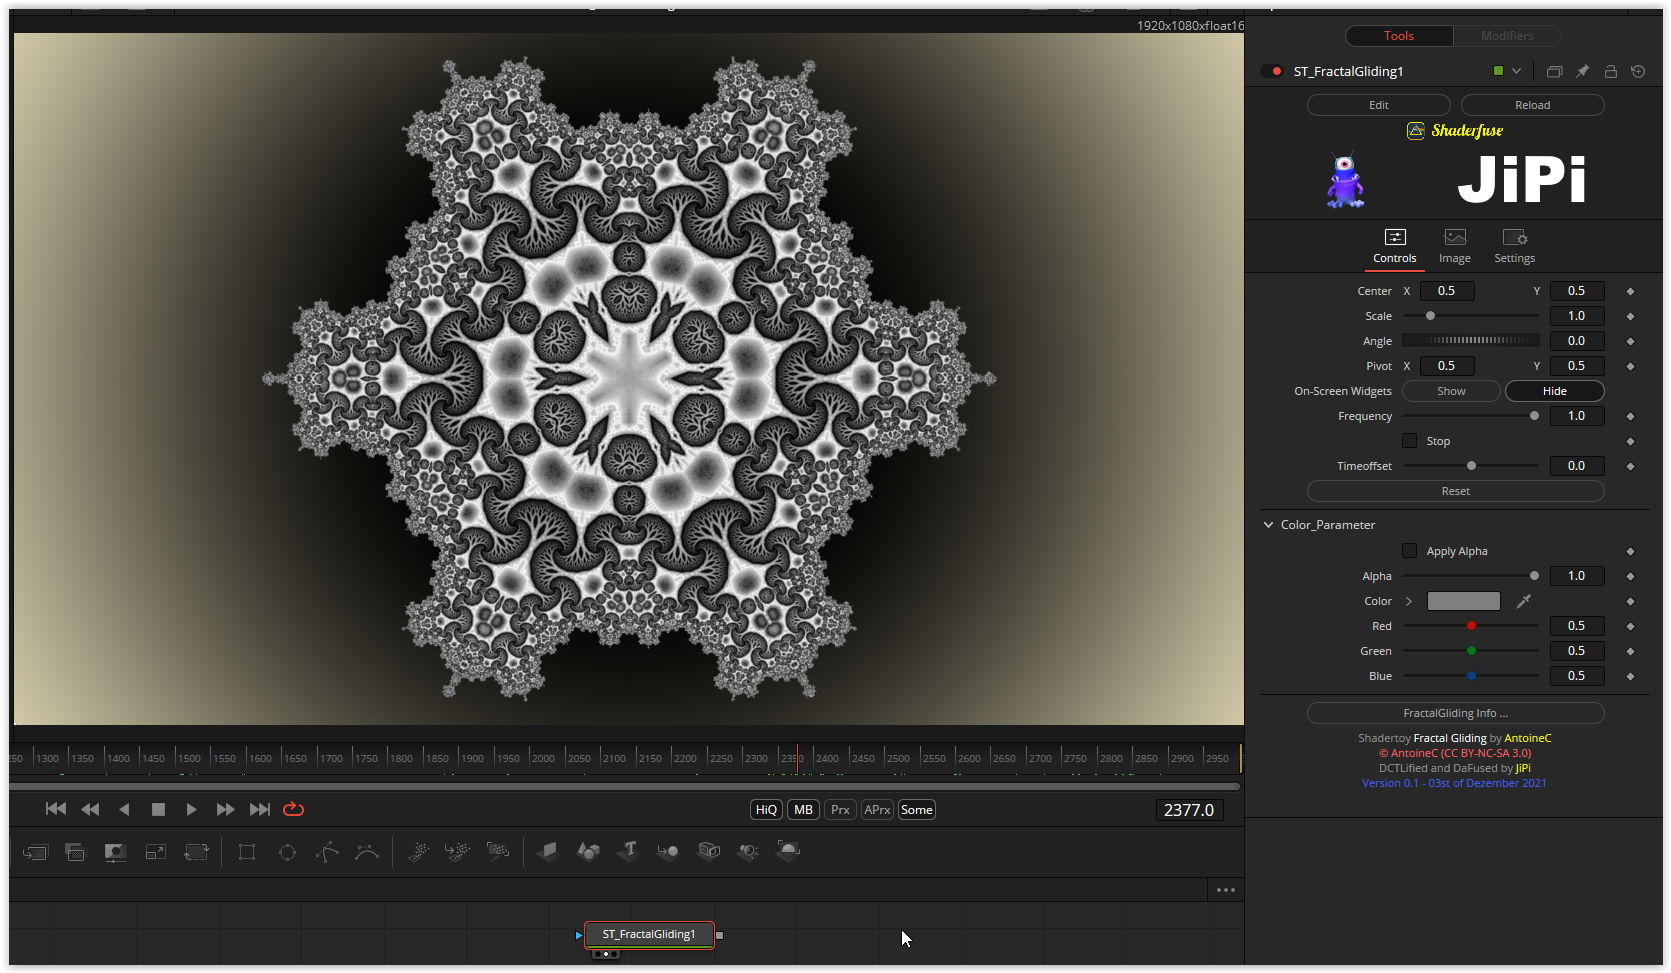 1920x1080xfloat16
Tools Modifiers
ST_FractalGliding1
Edit Reload
Shaderfuse
JiPi
Controls Image Settings
Center X 0.5 Y 0.5
Scale 1.0
Angle 0.0
Pivot X 0.5 Y 0.5
On-Screen Widgets Show Hide
Frequency 1.0
Stop
Timeoffset 0.0
Reset
Color_Parameter
Apply Alpha
Alpha 1.0
Color
Red 0.5
Green 0.5
Blue 0.5
FractalGliding Info ...
Shadertoy Fractal Gliding by AntoineC
© AntoineC (CC BY-NC-SA 3.0)
DCTLified and DaFused by JiPi
Version 0.1 - 03st of Dezember 2021
1300 1350 1400 1450 1500 1550 1600 1650 1700 1750 1800 1850 1900 1950 2000 2050 2100 2150 2200 2250 2300 2350 2400 2450 2500 2550 2600 2650 2700 2750 2800 2850 2900 2950
HiQ MB Prx APrx Some 2377.0
ST_FractalGliding1